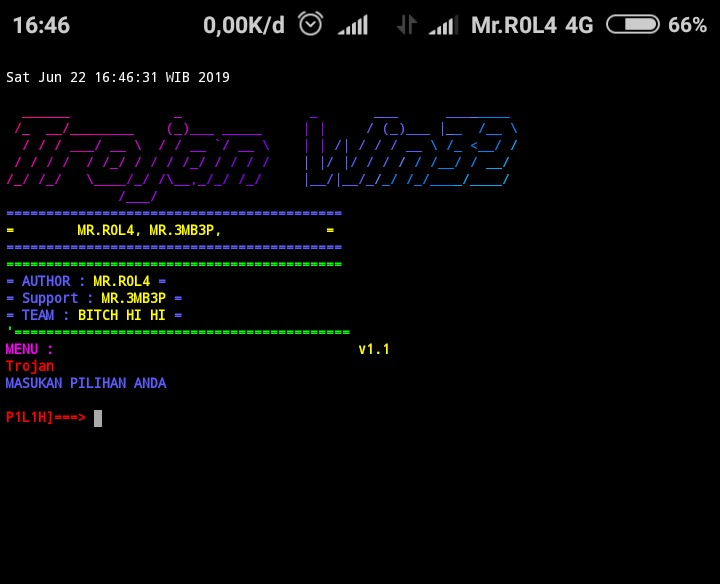 16:46 0,00K/d Mr.R0L4 4G 66%
Sat Jun 22 16:46:31 WIB 2019
========================================== 
= MR.ROL4, MR.3MB3P, =
==========================================
==========================================
= AUTHOR : MR.ROL4 =
= Support : MR.3MB3P =
= TEAM : BITCH HI HI =
'==========================================
MENU : v1.1
Trojan
MASUKAN PILIHAN ANDA
P1L1H]===>